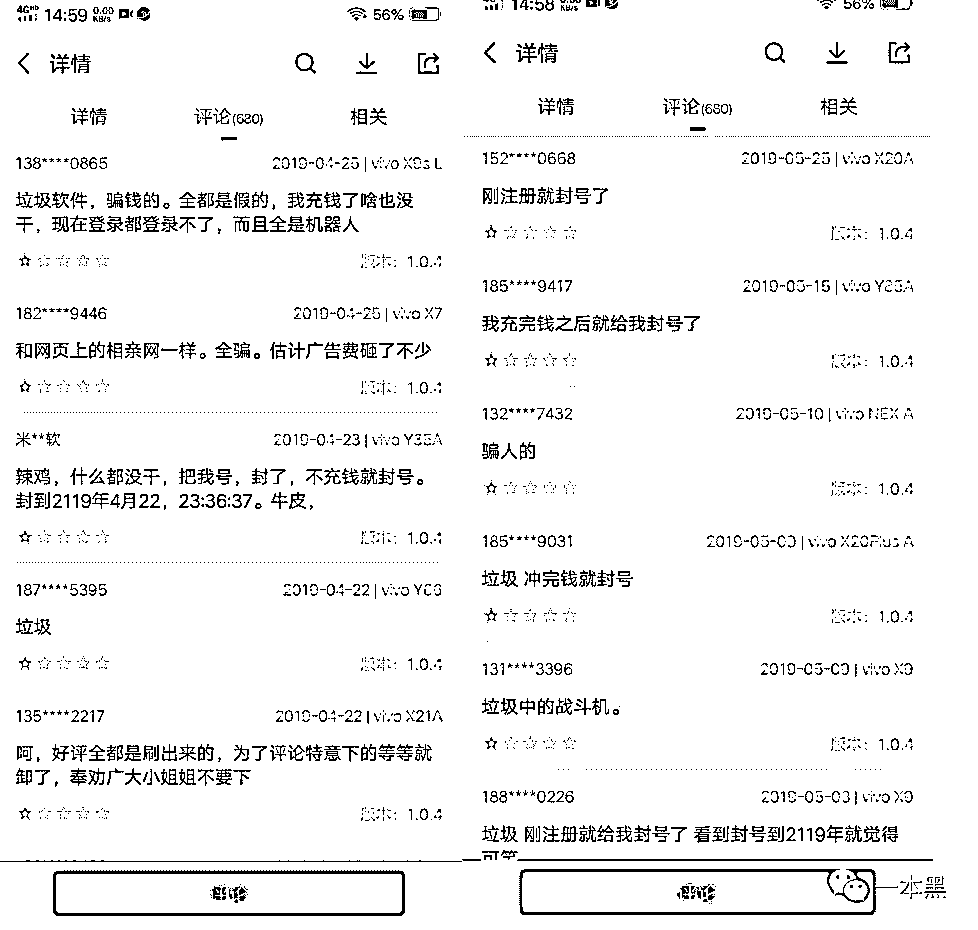 14:59 0.00 KB/s 56%
详情
详情 评论(680) 相关
138****0865 2019-04-25 | vivo X9s L
垃圾软件，骗钱的。全都是假的，我充钱了啥也没
干，现在登录都登录不了，而且全是机器人
版本：1.0.4
182****9446 2019-04-25 | vivo X7
和网页上的相亲网一样。全骗。估计广告费砸了不少
版本：1.0.4
米**软 2019-04-23 | vivo Y35A
辣鸡，什么都没干，把我号，封了，不充钱就封号。
封到2119年4月22，23:36:37。牛皮，
版本：1.0.4
187****5395 2019-04-22 | vivo
垃圾
版本：1.0.4
135****2217 2019-04-22 | vivo X21A
呵，好评全都是刷出来的，为了评论特意下的等等就
卸了，奉劝广大小姐姐不要下
版本：1.0.4
评论
14:58 56%
详情
详情 评论(680) 相关
152****0668 2019-05-25 | vivo X20A
刚注册就封号了
版本：1.0.4
185****9417 2019-05-15 | vivo
我充完钱之后就给我封号了
版本：1.0.4
132****7432 2019-05-10 | vivo NEX A
骗人的
版本：1.0.4
185****9031 vivo X20Plus A
垃圾 冲完钱就封号
版本：1.0.4
131****3396 vivo X9
垃圾中的战斗机。
版本：1.0.4
188****0226 2019-05-03 | vivo X9
垃圾 刚注册就给我封号了 看到封号到2119年就觉得
可笑
评论
一本黑